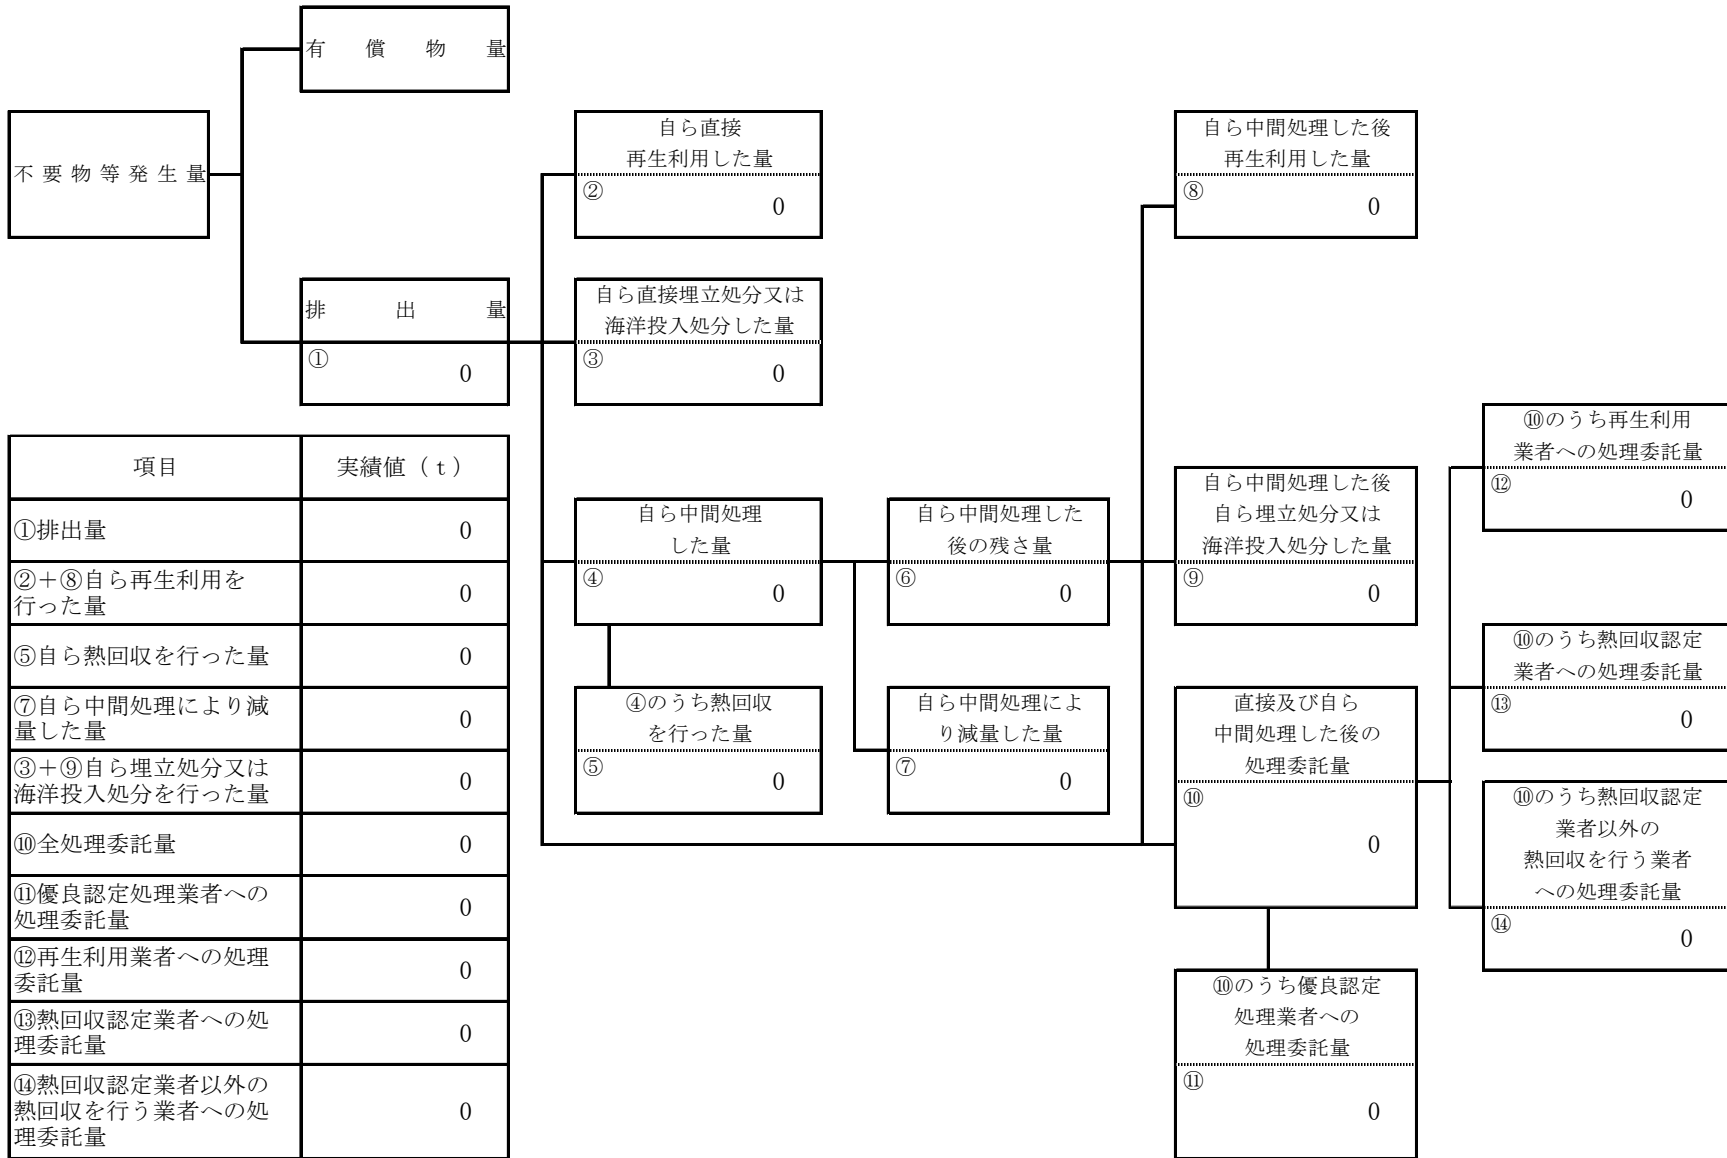 有償物量
不要物等発生量
排出量
①
0
自ら直接
再生利用した量
②
0
自ら直接埋立処分又は
海洋投入処分した量
③
0
自ら中間処理
した量
④
0
④のうち熱回収
を行った量
⑤
0
自ら中間処理した
後の残さ量
⑥
0
自ら中間処理によ
り減量した量
⑦
0
自ら中間処理した後
再生利用した量
⑧
0
自ら中間処理した後
自ら埋立処分又は
海洋投入処分した量
⑨
0
直接及び自ら
中間処理した後の
処理委託量
⑩
0
⑩のうち優良認定
処理業者への
処理委託量
⑪
0
⑩のうち再生利用
業者への処理委託量
⑫
0
⑩のうち熱回収認定
業者への処理委託量
⑬
0
⑩のうち熱回収認定
業者以外の
熱回収を行う業者
への処理委託量
⑭
0
項目 実績値（ｔ）
①排出量 0
②＋⑧自ら再生利用を
行った量 0
⑤自ら熱回収を行った量 0
⑦自ら中間処理により減
量した量 0
③＋⑨自ら埋立処分又は
海洋投入処分を行った量 0
⑩全処理委託量 0
⑪優良認定処理業者への
処理委託量 0
⑫再生利用業者への処理
委託量 0
⑬熱回収認定業者への処
理委託量 0
⑭熱回収認定業者以外の
熱回収を行う業者への処 0
理委託量